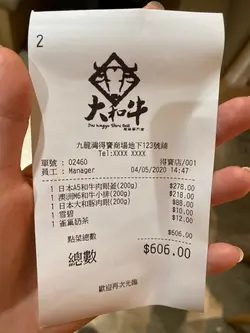 2
大和牛
九龍灣得寶商場地下123號鋪
Tel:XXXX XXXX
單號 : 02460 得寶店/001
員工 : Manager 04/05/2020 14:47
1 日本A5和牛肉眼蓋(200g) $278.00
1 澳洲M6和牛小排(200g) $218.00
1 日本大和豚肉眼(200g) $88.00
1 雪碧 $10.00
1 雀巢奶茶 $12.00
點菜總數 $606.00
總數 $606.00
歡迎再次光臨